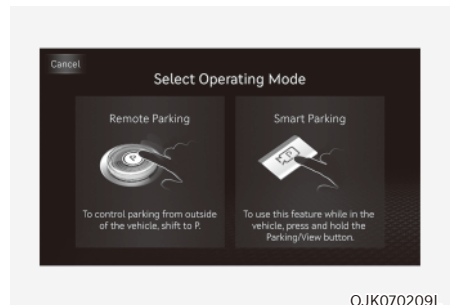 Cancel
Select Operating Mode
Remote Parking
To control parking from outside
of the vehicle, shift to P.
Smart Parking
To use this feature while in the
vehicle, press and hold the
Parking/View button.
OJK070209L